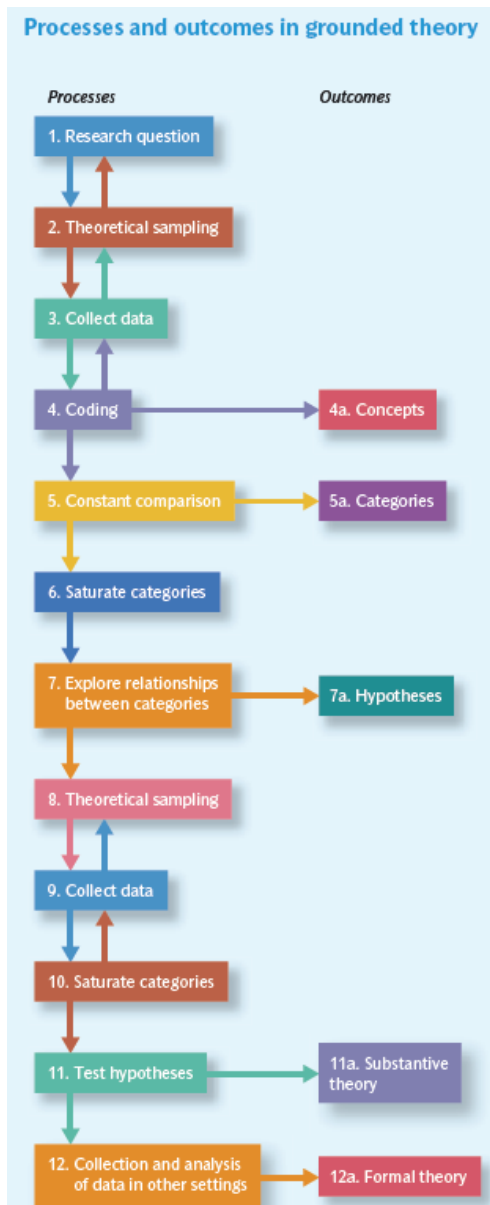 Processes and outcomes in grounded theory
Processes
Outcomes
1. Research question
2. Theoretical sampling
3. Collect data
4. Coding
4a. Concepts
5. Constant comparison
5a. Categories
6. Saturate categories
7. Explore relationships
between categories
7a. Hypotheses
8. Theoretical sampling
9. Collect data
10. Saturate categories
11. Test hypotheses
11a. Substantive
theory
12. Collection and analysis
of data in other settings
12a. Formal theory